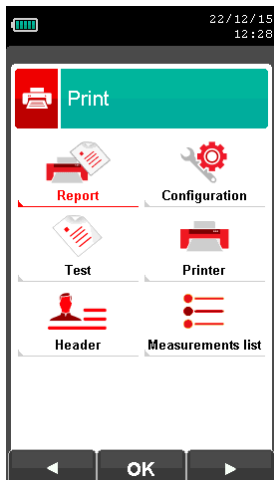 22/12/15
12:28
Print
Report
Configuration
Test
Printer
Header
Measurements list
OK